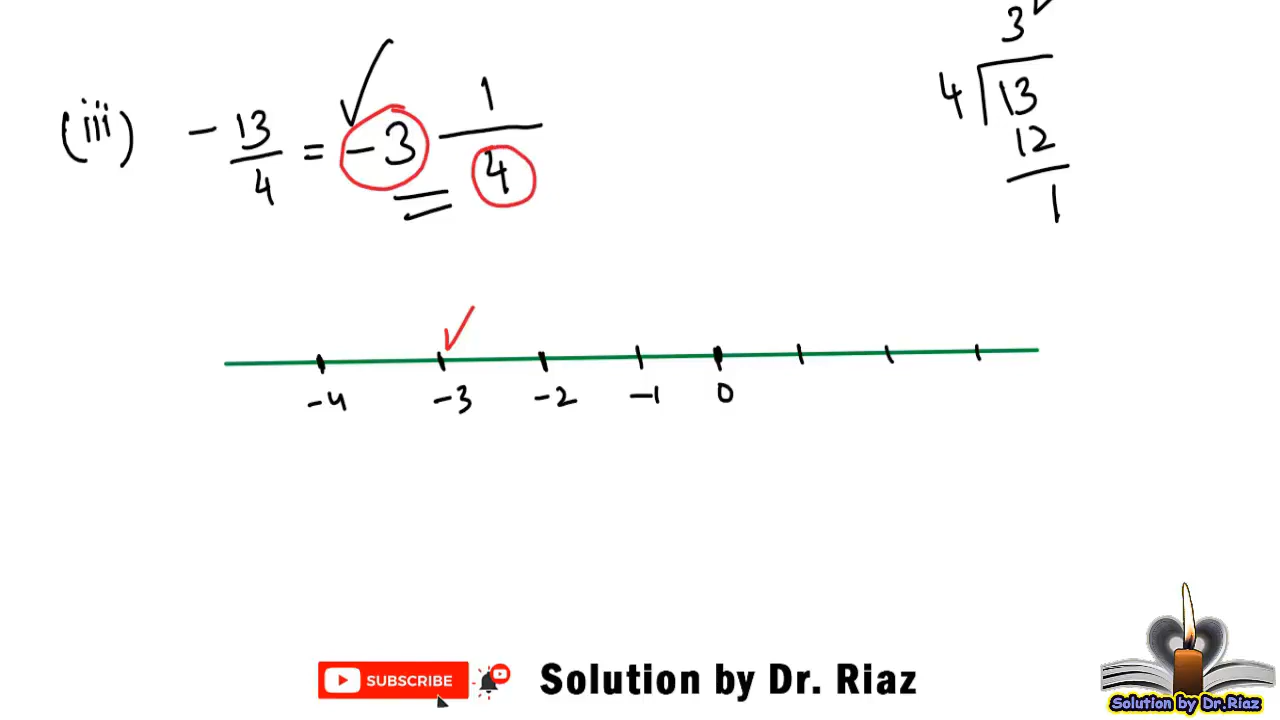 3 ✓
4 ⟌ 13
12
1
(iii) - 13/4 = -3 1/4
-4 -3 -2 -1 0
SUBSCRIBE
Solution by Dr. Riaz
Solution by Dr.Riaz